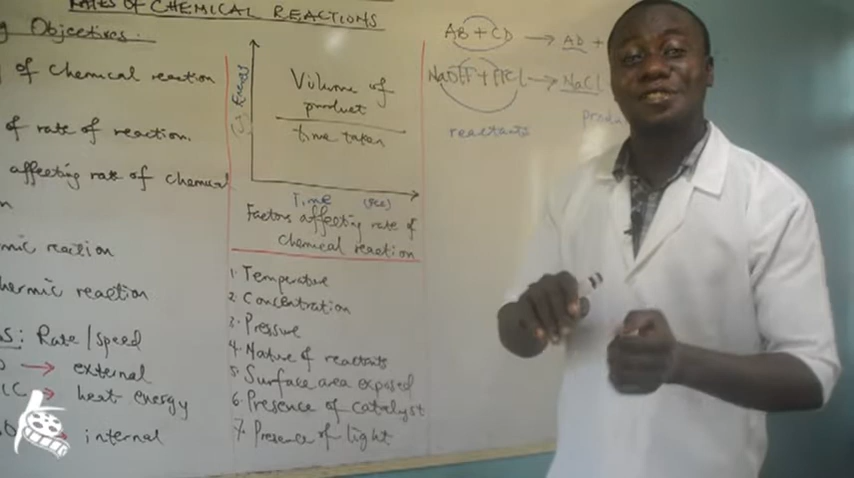 RATES OF CHEMICAL REACTIONS
g Objectives.
of chemical reaction
of rate of reaction.
affecting rate of chemical
n
mic reaction
hermic reaction
S: Rate/speed
→ external
→ heat energy
→ internal
Energy
Volume of
product
time taken
Time (sec)
Factors affecting rate of
chemical reaction
1. Temperature
2. Concentration
3. Pressure
4. Nature of reactants
5. Surface area exposed
6. Presence of catalyst
7. Presence of light
AB + CD → AD +
NaOH + HCl → NaCl
reactants
produ